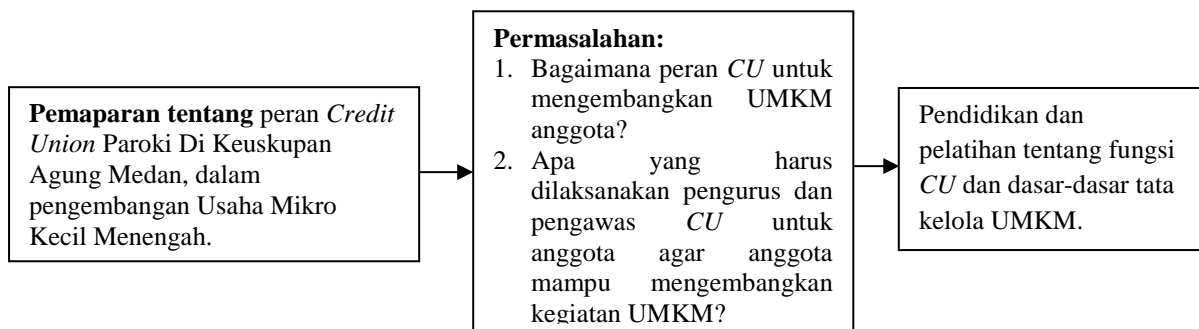 Pemaparan tentang peran Credit
Union Paroki Di Keuskupan
Agung Medan, dalam
pengembangan Usaha Mikro
Kecil Menengah.
Permasalahan:
1. Bagaimana peran CU untuk
mengembangkan UMKM
anggota?
2. Apa yang harus
dilaksanakan pengurus dan
pengawas CU untuk
anggota agar anggota
mampu mengembangkan
kegiatan UMKM?
Pendidikan dan
pelatihan tentang fungsi
CU dan dasar-dasar tata
kelola UMKM.